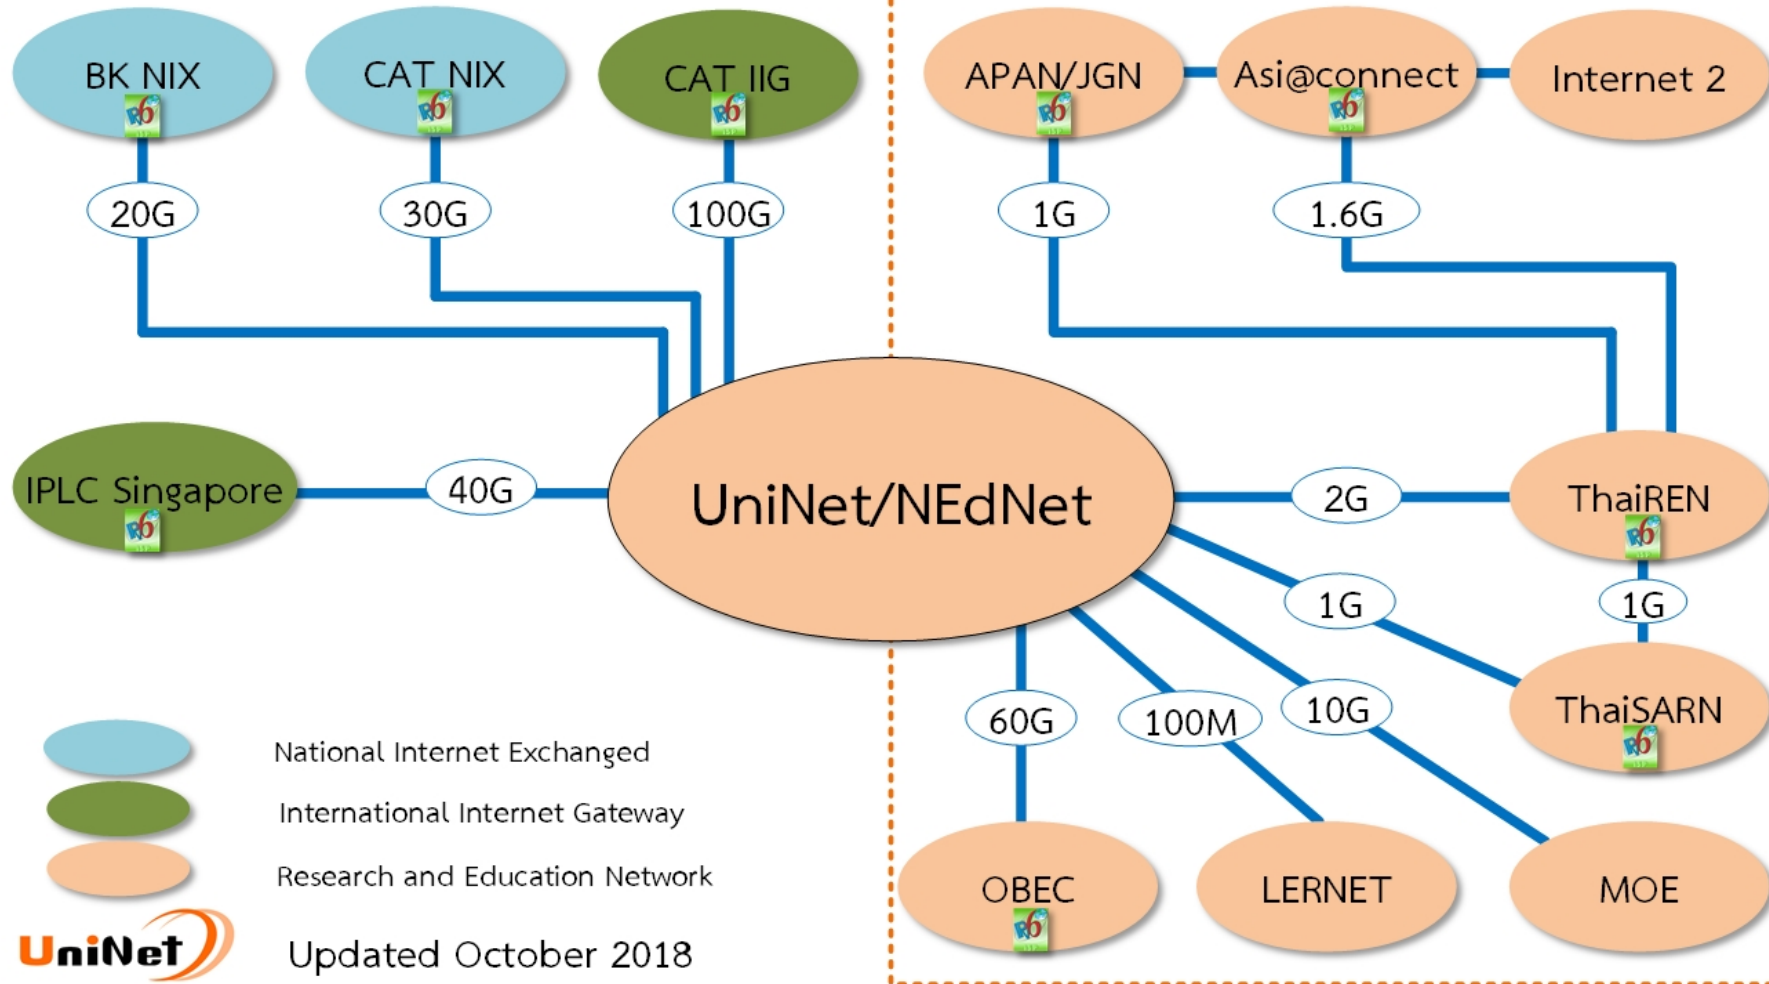 BK NIX
CAT NIX
CAT IIG
APAN/JGN
Asi@connect
Internet 2
20G
30G
100G
1G
1.6G
IPLC Singapore
40G
UniNet/NEdNet
2G
ThaiREN
1G
1G
ThaiSARN
60G
100M
10G
OBEC
LERNET
MOE
National Internet Exchanged
International Internet Gateway
Research and Education Network
UniNet
Updated October 2018